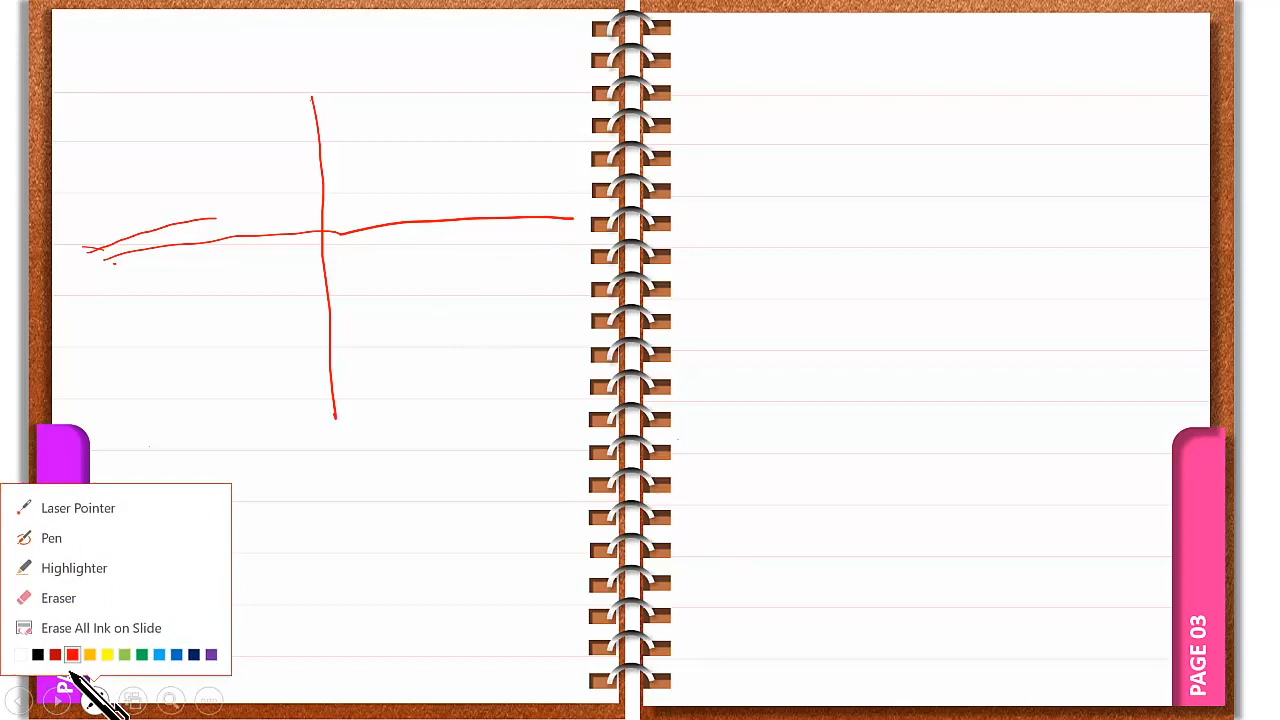 Laser Pointer
Pen
Highlighter
Eraser
Erase All Ink on Slide
PAGE 03